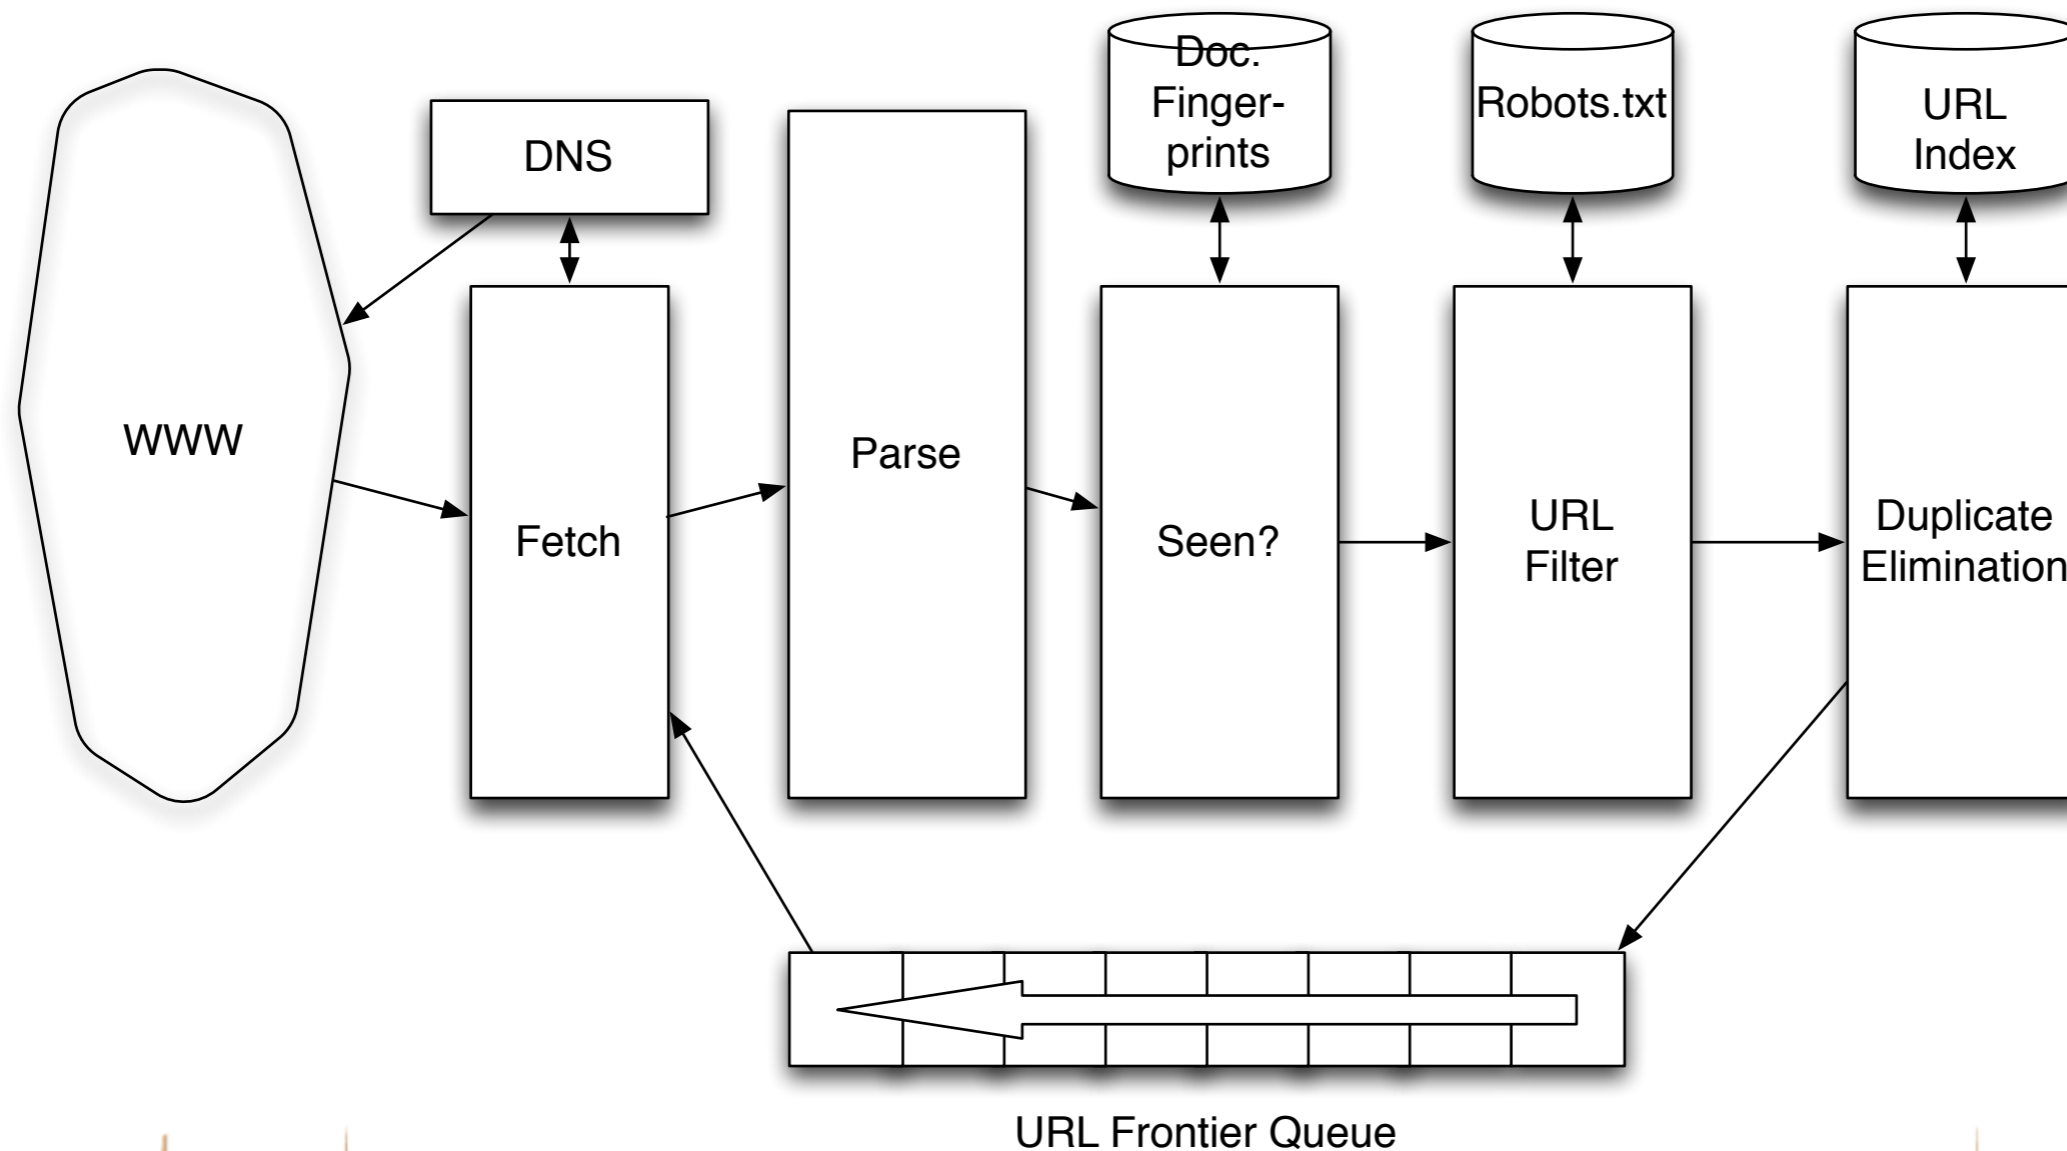 Doc.
Finger-
prints
Robots.txt
URL
Index
DNS
WWW
Parse
Fetch
Seen?
URL
Filter
Duplicate
Elimination
URL Frontier Queue